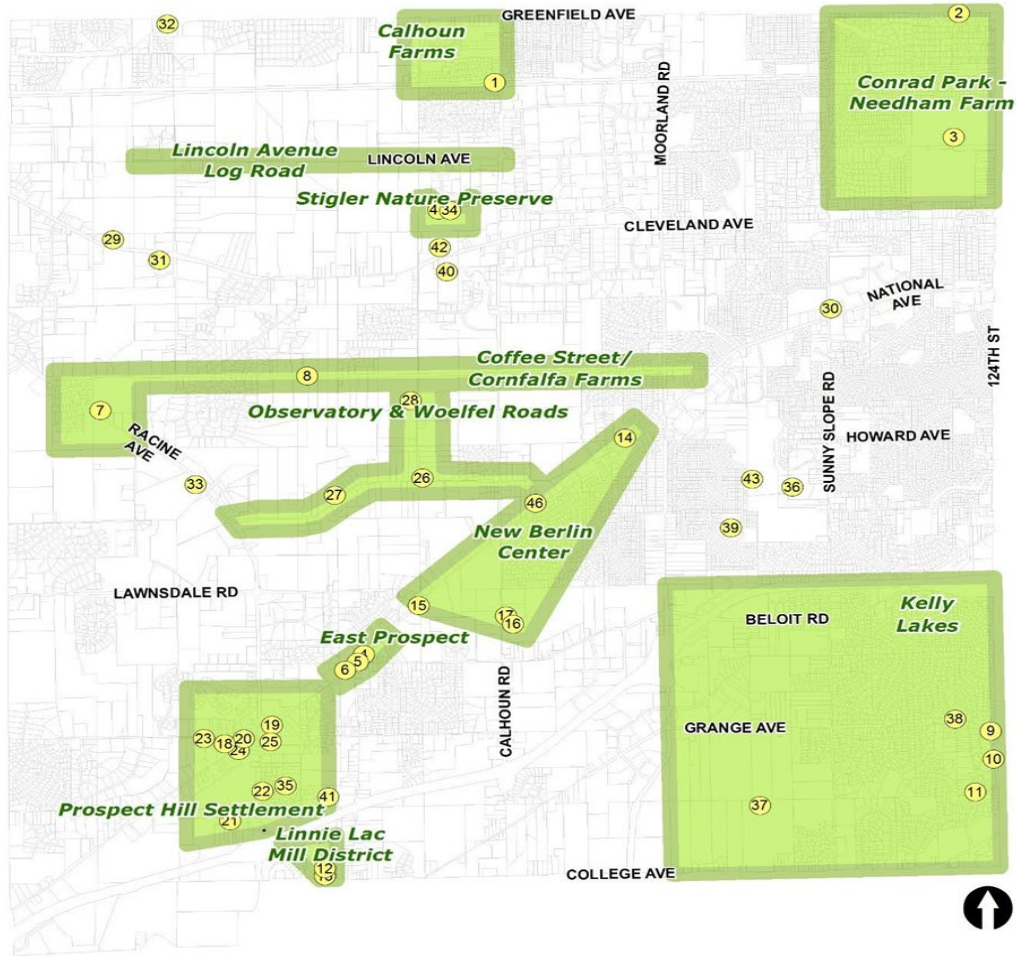 32
Calhoun
Farms
GREENFIELD AVE
2
1
MOORLAND RD
Conrad Park -
Needham Farm
3
Lincoln Avenue
Log Road
LINCOLN AVE
Stigler Nature Preserve
34
CLEVELAND AVE
29
31
42
40
NATIONAL
AVE
30
124TH ST
Coffee Street/
Cornfalfa Farms
8
7
28
Observatory & Woelfel Roads
RACINE
AVE
14
SUNNY SLOPE RD
HOWARD AVE
33
27
26
46
43
36
39
New Berlin
Center
LAWNSDALE RD
15
17
16
BELOIT RD
Kelly
Lakes
East Prospect
5
6
CALHOUN RD
GRANGE AVE
38
9
10
11
37
19
23
18
20
24
25
22
35
41
Prospect Hill Settlement
21
Linnie Lac
Mill District
12
COLLEGE AVE